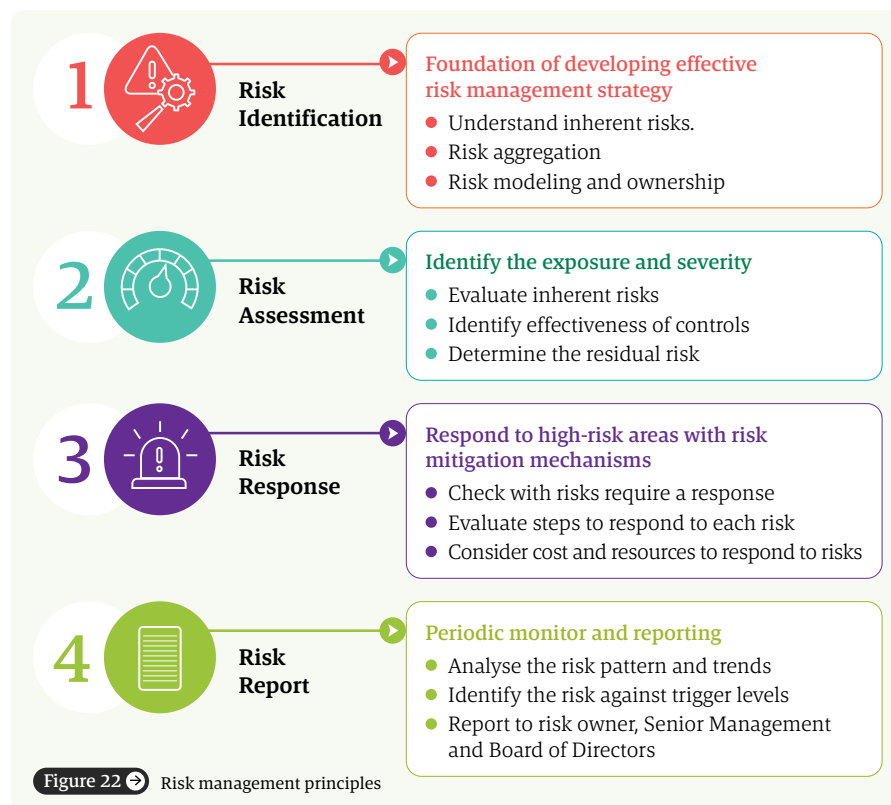 1
Risk
Identification
Foundation of developing effective
risk management strategy
● Understand inherent risks.
● Risk aggregation
● Risk modeling and ownership
2
Risk
Assessment
Identify the exposure and severity
● Evaluate inherent risks
● Identify effectiveness of controls
● Determine the residual risk
3
Risk
Response
Respond to high-risk areas with risk
mitigation mechanisms
● Check with risks require a response
● Evaluate steps to respond to each risk
● Consider cost and resources to respond to risks
4
Risk
Report
Periodic monitor and reporting
● Analyse the risk pattern and trends
● Identify the risk against trigger levels
● Report to risk owner, Senior Management
and Board of Directors
Figure 22 Risk management principles